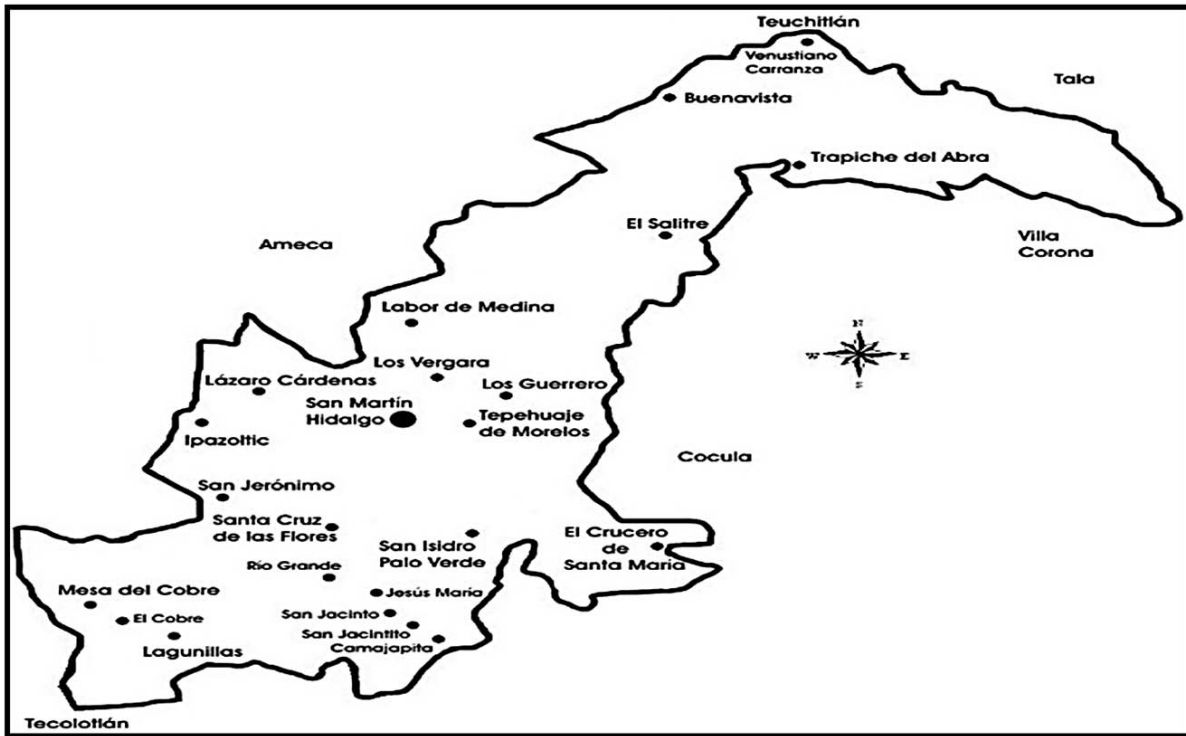 Teuchitlán
Venustiano
Carranza
Tala
Buenavista
Trapiche del Abra
El Salitre
Ameca
Villa
Corona
Labor de Medina
N
W E
S
Los Vergara
Lázaro Cárdenas
Los Guerrero
San Martín
Hidalgo
Tepehuaje
de Morelos
Ipazoltic
Cocula
San Jerónimo
Santa Cruz
de las Flores
El Crucero
de
Santa Maria
San Isidro
Palo Verde
Río Grande
Mesa del Cobre
Jesús María
El Cobre
San Jacinto
San Jacintito
Camajapita
Lagunillas
Tecolotlán